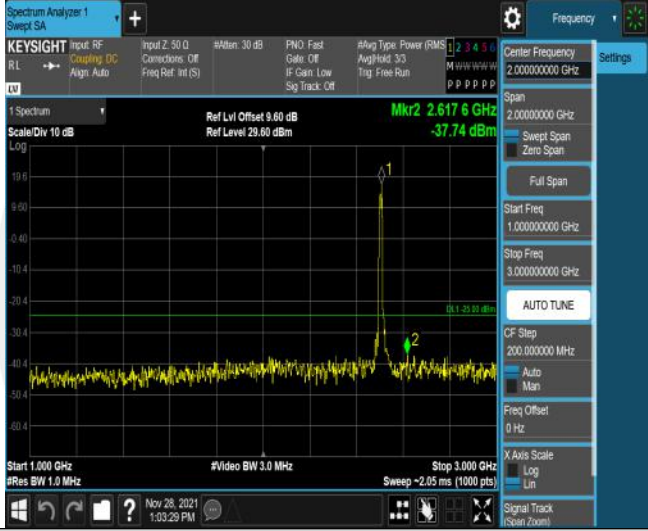 Spectrum Analyzer 1
Swept SA
+
Frequency
KEYSIGHT
RL
Input: RF
Coupling: DC
Align: Auto
Input Z: 50 Ω
Corrections: Off
Freq Ref: Int (S)
#Atten: 30 dB
PNO: Fast
Gate: Off
IF Gain: Low
Sig Track: Off
#Avg Type: Power (RMS
Avg|Hold: 3/3
Trig: Free Run
1 2 3 4 5 6
M W W W W W
P P P P P P
LV
Settings
Center Frequency
2.000000000 GHz
Span
2.00000000 GHz
Swept Span
Zero Span
Full Span
Start Freq
1.000000000 GHz
Stop Freq
3.000000000 GHz
AUTO TUNE
CF Step
200.000000 MHz
Auto
Man
Freq Offset
0 Hz
X Axis Scale
Log
Lin
Signal Track
(Span Zoom)
1 Spectrum
Scale/Div 10 dB
Log
Ref Lvl Offset 9.60 dB
Ref Level 29.60 dBm
Mkr2 2.617 6 GHz
-37.74 dBm
19.6
9.60
-0.40
-10.4
-20.4
-30.4
-40.4
-50.4
-60.4
1
DL1 -25.00 dBm
2
Start 1.000 GHz
#Res BW 1.0 MHz
#Video BW 3.0 MHz
Stop 3.000 GHz
Sweep ~2.05 ms (1000 pts)
?
Nov 28, 2021
1:03:29 PM